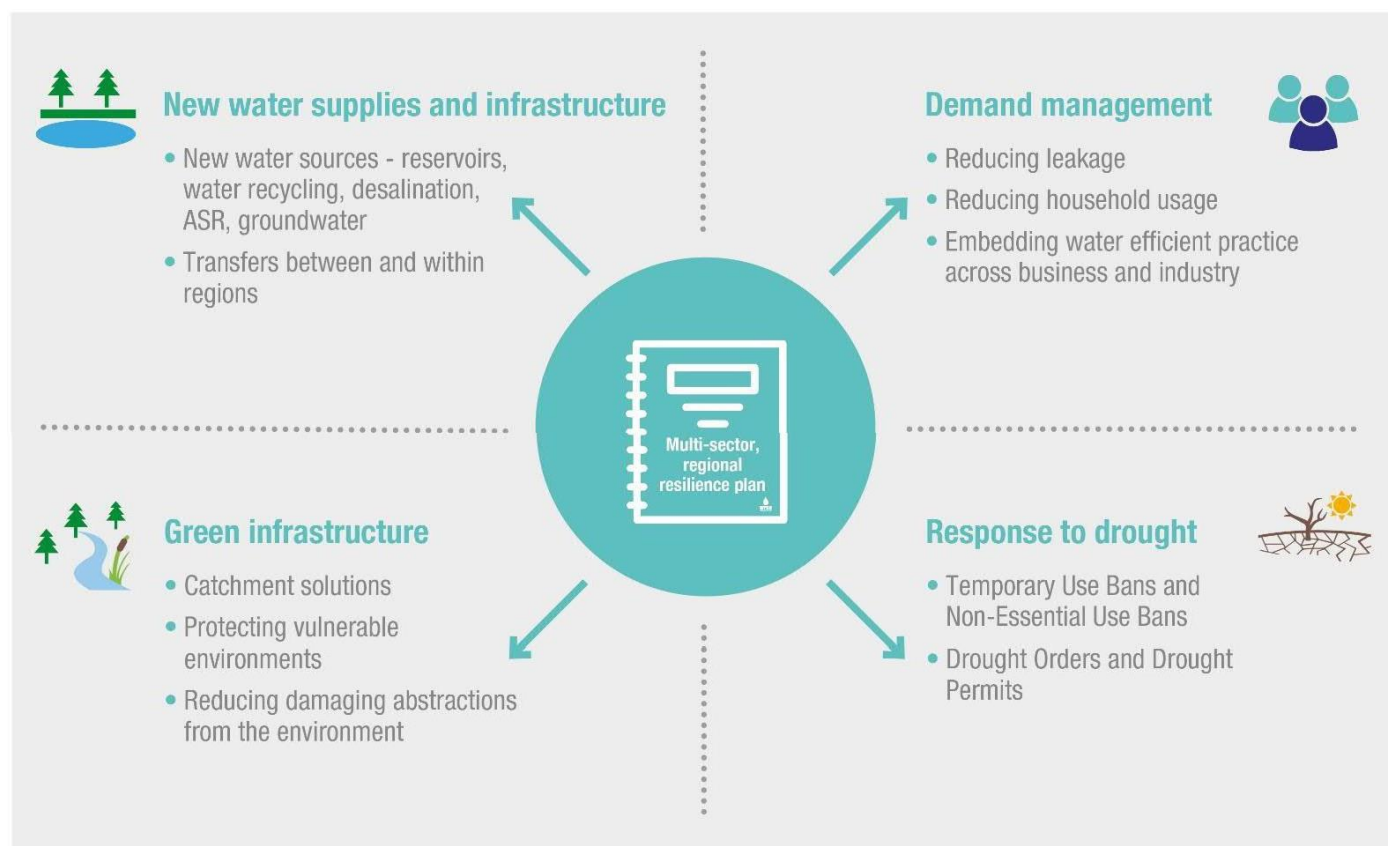 New water supplies and infrastructure
• New water sources - reservoirs,
water recycling, desalination,
ASR, groundwater
• Transfers between and within
regions
Demand management
• Reducing leakage
• Reducing household usage
• Embedding water efficient practice
across business and industry
Multi-sector,
regional
resilience plan
Green infrastructure
• Catchment solutions
• Protecting vulnerable
environments
• Reducing damaging abstractions
from the environment
Response to drought
• Temporary Use Bans and
Non-Essential Use Bans
• Drought Orders and Drought
Permits